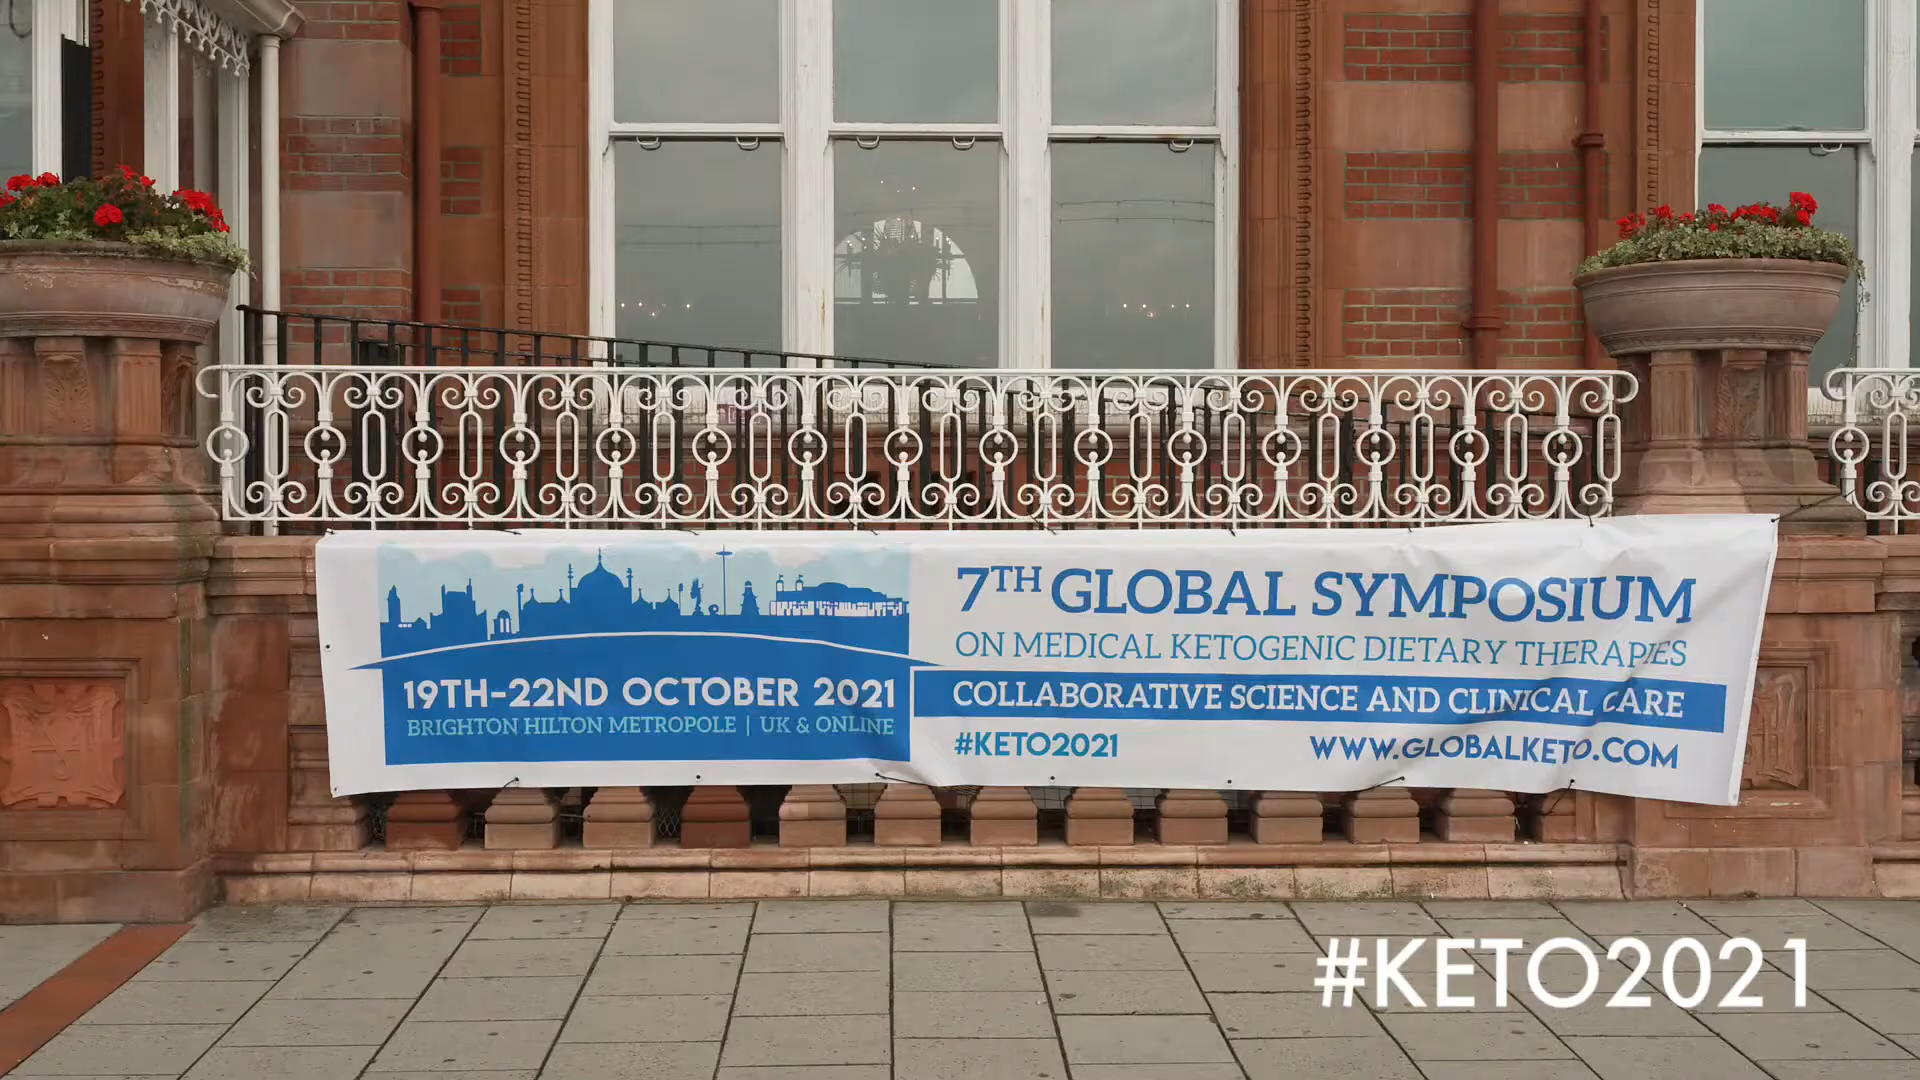 19TH-22ND OCTOBER 2021
BRIGHTON HILTON METROPOLE | UK & ONLINE
7TH GLOBAL SYMPOSIUM
ON MEDICAL KETOGENIC DIETARY THERAPIES
COLLABORATIVE SCIENCE AND CLINICAL CARE
#KETO2021
WWW.GLOBALKETO.COM
#KETO2021